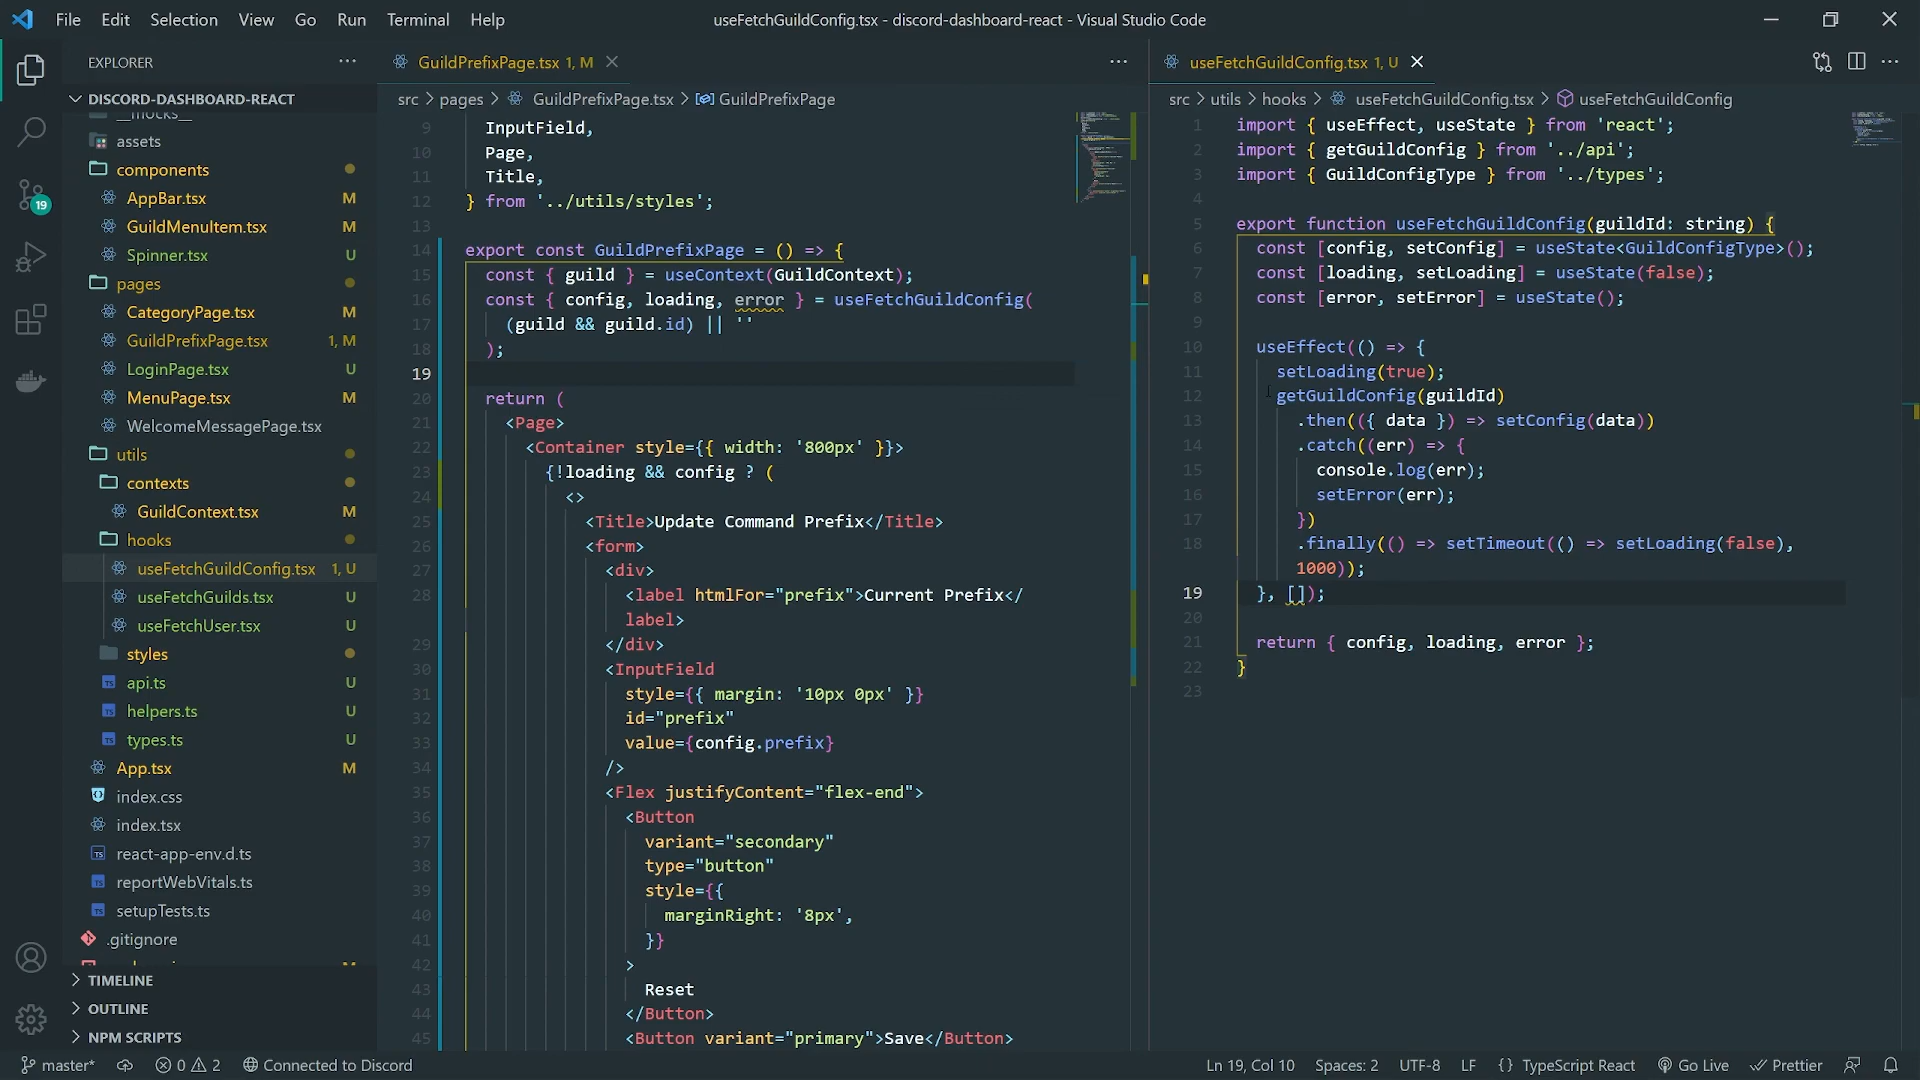 File Edit Selection View Go Run Terminal Help
useFetchGuildConfig.tsx - discord-dashboard-react - Visual Studio Code
EXPLORER
DISCORD-DASHBOARD-REACT
__mocks__
assets
components
AppBar.tsx M
GuildMenuItem.tsx M
Spinner.tsx U
pages
CategoryPage.tsx M
GuildPrefixPage.tsx 1, M
LoginPage.tsx U
MenuPage.tsx M
WelcomeMessagePage.tsx
utils
contexts
GuildContext.tsx M
hooks
useFetchGuildConfig.tsx 1, U
useFetchGuilds.tsx U
useFetchUser.tsx U
styles
api.ts U
helpers.ts U
types.ts U
App.tsx M
index.css
index.tsx
react-app-env.d.ts
reportWebVitals.ts
setupTests.ts
.gitignore
M
TIMELINE
OUTLINE
NPM SCRIPTS
19
GuildPrefixPage.tsx 1, M
src > pages > GuildPrefixPage.tsx > GuildPrefixPage
9 InputField,
10 Page,
11 Title,
12 } from '../utils/styles';
13
14 export const GuildPrefixPage = () => {
15 const { guild } = useContext(GuildContext);
16 const { config, loading, error } = useFetchGuildConfig(
17 (guild && guild.id) || ''
18 );
19
20 return (
21 <Page>
22 <Container style={{ width: '800px' }}>
23 {!loading && config ? (
24 <>
25 <Title>Update Command Prefix</Title>
26 <form>
27 <div>
28 <label htmlFor="prefix">Current Prefix</
label>
29 </div>
30 <InputField
31 style={{ margin: '10px 0px' }}
32 id="prefix"
33 value={config.prefix}
34 />
35 <Flex justifyContent="flex-end">
36 <Button
37 variant="secondary"
38 type="button"
39 style={{
40 marginRight: '8px',
41 }}
42 >
43 Reset
44 </Button>
45 <Button variant="primary">Save</Button>
useFetchGuildConfig.tsx 1, U
src > utils > hooks > useFetchGuildConfig.tsx > useFetchGuildConfig
1 import { useEffect, useState } from 'react';
2 import { getGuildConfig } from '../api';
3 import { GuildConfigType } from '../types';
4
5 export function useFetchGuildConfig(guildId: string) {
6 const [config, setConfig] = useState<GuildConfigType>();
7 const [loading, setLoading] = useState(false);
8 const [error, setError] = useState();
9
10 useEffect(() => {
11 setLoading(true);
12 getGuildConfig(guildId)
13 .then(({ data }) => setConfig(data))
14 .catch((err) => {
15 console.log(err);
16 setError(err);
17 })
18 .finally(() => setTimeout(() => setLoading(false),
1000));
19 }, []);
20
21 return { config, loading, error };
22 }
23
master* 0 2 Connected to Discord
Ln 19, Col 10 Spaces: 2 UTF-8 LF {} TypeScript React Go Live Prettier